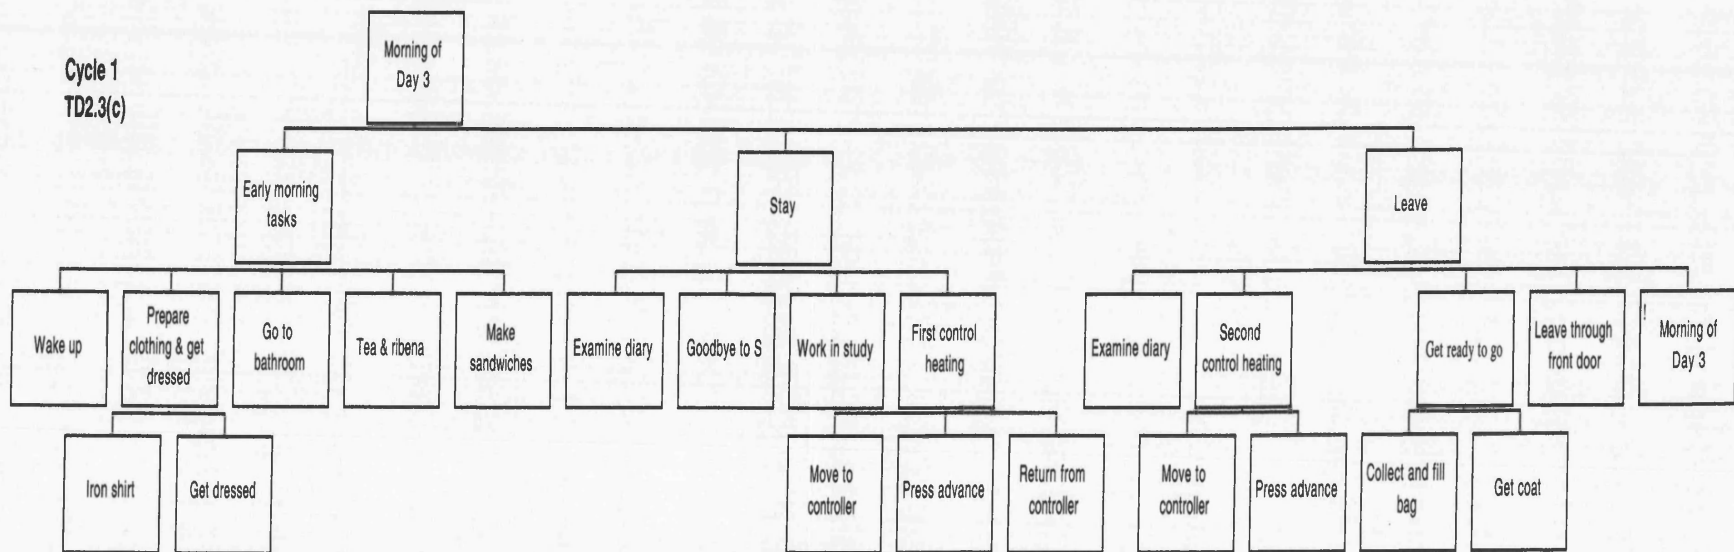 Cycle 1
TD2.3(c)
Morning of
Day 3
Early morning
tasks
Stay
Leave
Wake up
Prepare
clothing & get
dressed
Go to
bathroom
Tea & ribena
Make
sandwiches
Examine diary
Goodbye to S
Work in study
First control
heating
Examine diary
Second
control heating
Get ready to go
Leave through
front door
!
Morning of
Day 3
Iron shirt
Get dressed
Move to
controller
Press advance
Return from
controller
Move to
controller
Press advance
Collect and fill
bag
Get coat